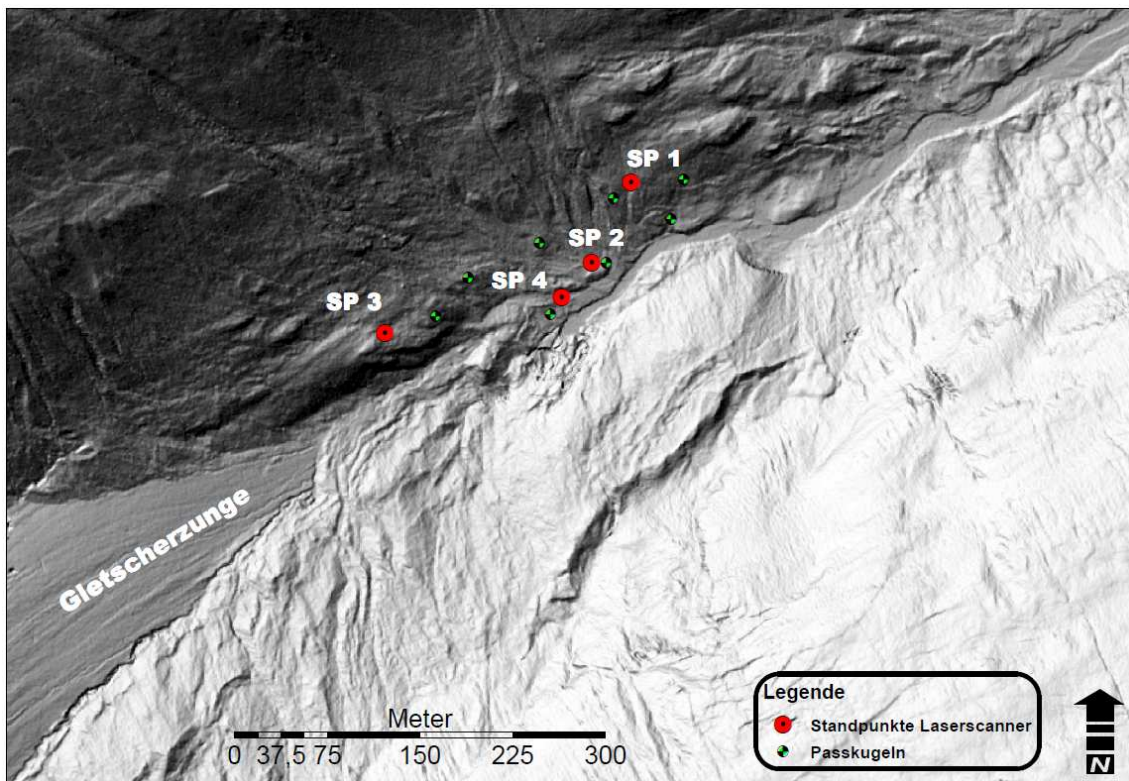 SP 1
SP 2
SP 4
SP 3
Gletscherzunge
Meter
0 37,5 75 150 225 300
Legende
Standpunkte Laserscanner
Passkugeln
N